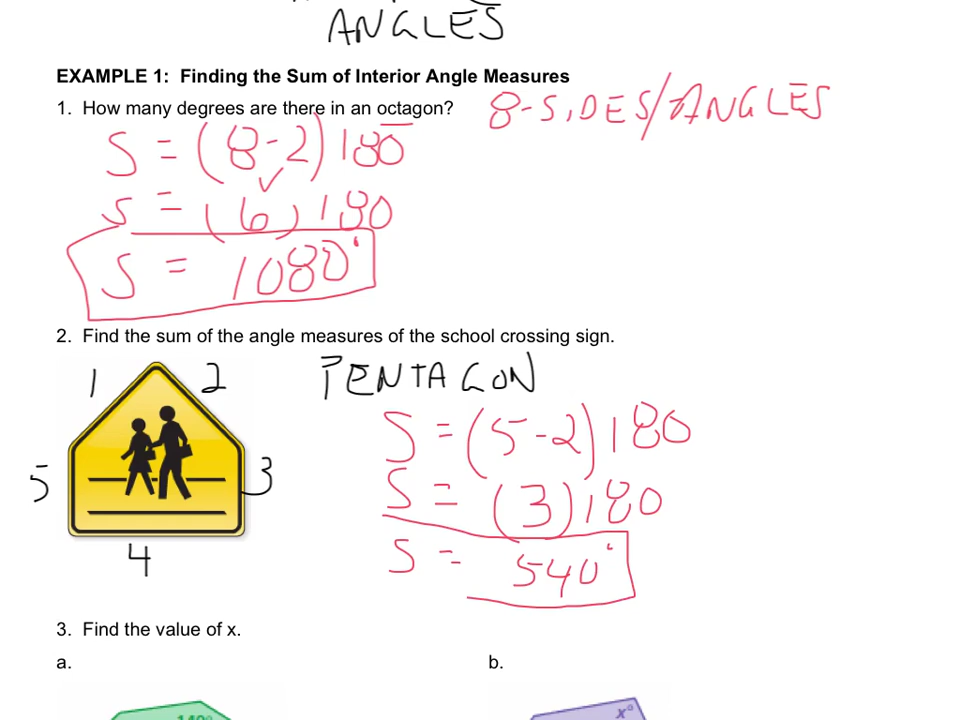 ANGLES
EXAMPLE 1: Finding the Sum of Interior Angle Measures
1. How many degrees are there in an octagon? 8-SIDES/ANGLES
S = (8-2)180
S = (6)180
S = 1080°
2. Find the sum of the angle measures of the school crossing sign.
1 2 PENTAGON
S = (5-2)180
5 3 S = (3)180
4 S = 540°
3. Find the value of x.
a. b.
140° x°